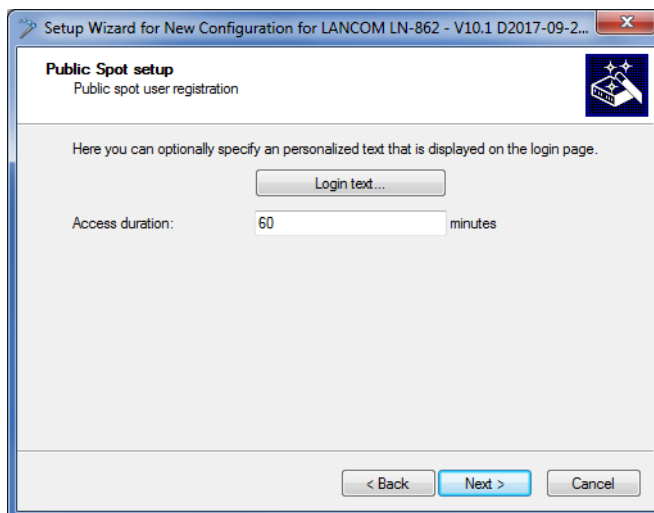 Setup Wizard for New Configuration for LANCOM LN-862 - V10.1 D2017-09-2...
Public Spot setup
Public spot user registration
Here you can optionally specify an personalized text that is displayed on the login page.
Login text...
Access duration: 60 minutes
< Back Next > Cancel